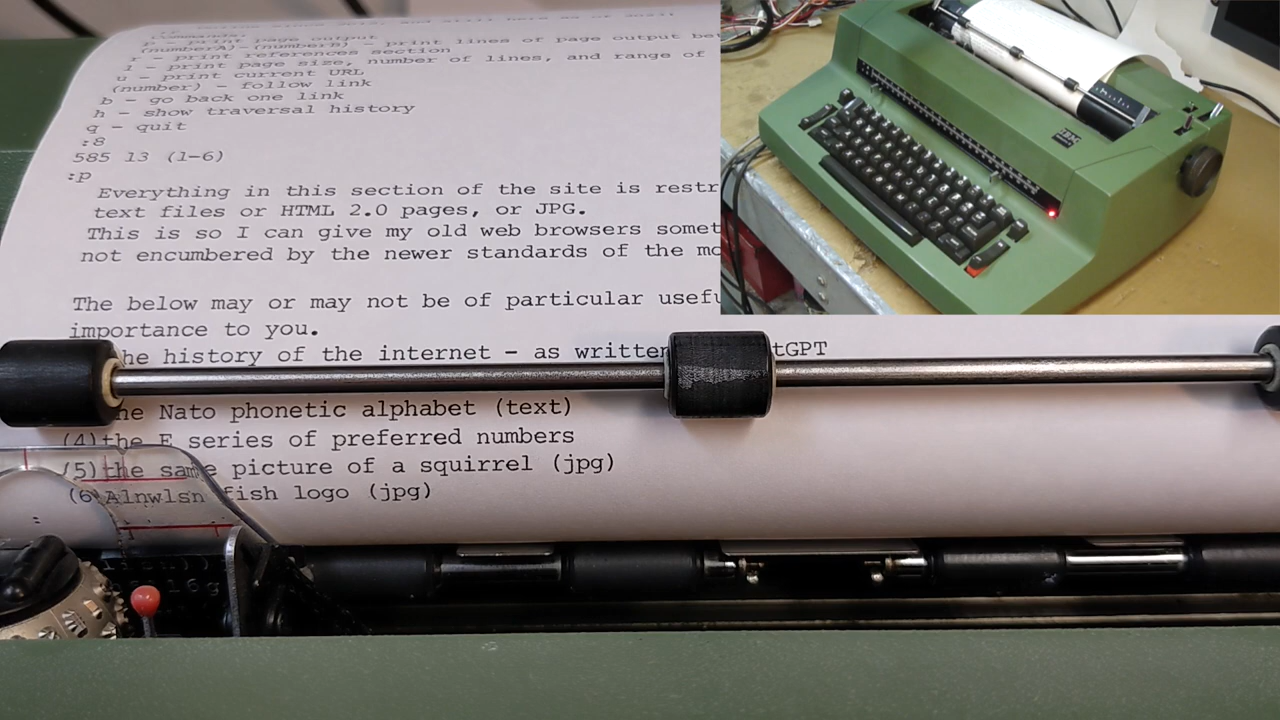 commands:
p - print page output
(numberA)-(numberB) - print lines of page output be
r - print references section
i - print page size, number of lines, and range of
u - print current URL
(number) - follow link
b - go back one link
h - show traversal history
q - quit
:8
585 13 (1-6)
:p
Everything in this section of the site is restr
text files or HTML 2.0 pages, or JPG.
This is so I can give my old web browsers somet
not encumbered by the newer standards of the mo
The below may or may not be of particular usefu
importance to you.
he history of the internet - as written tGPT
he Nato phonetic alphabet (text)
(4)the E series of preferred numbers
(5)the same picture of a squirrel (jpg)
(6 Alnwlsn fish logo (jpg)
:
IBM